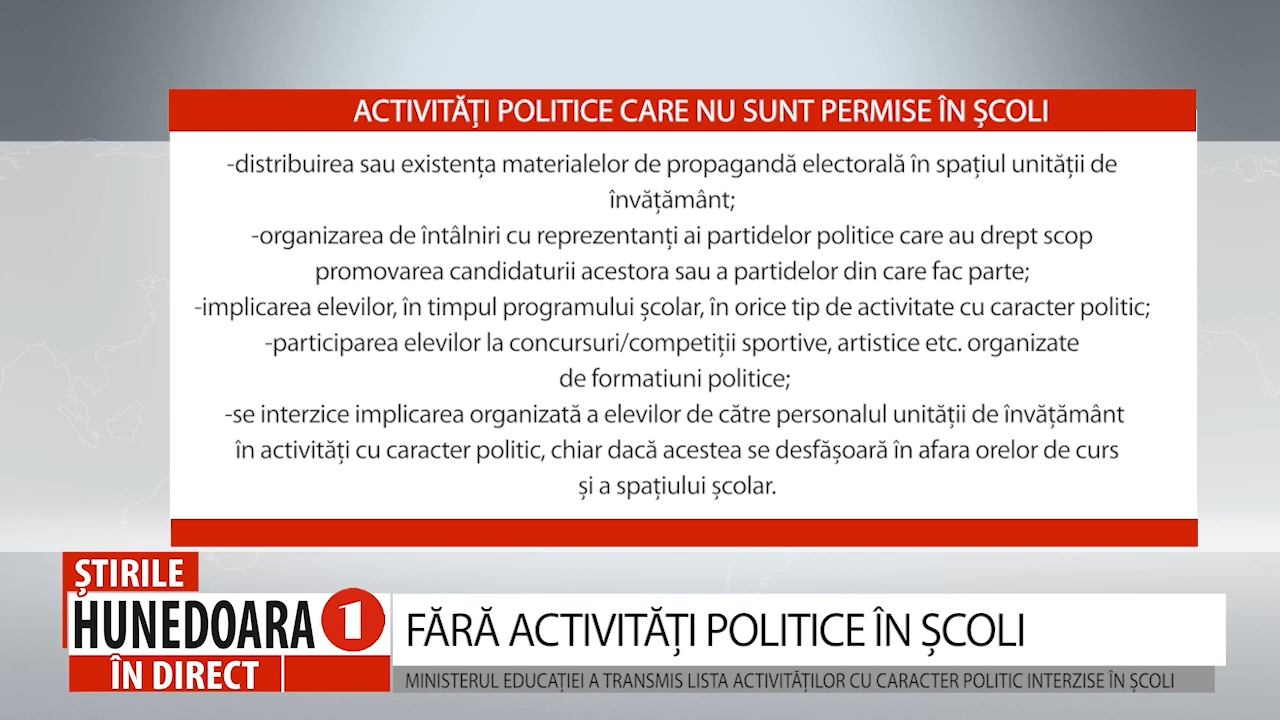 ACTIVITĂȚI POLITICE CARE NU SUNT PERMISE ÎN ȘCOLI
-distribuirea sau existența materialelor de propagandă electorală în spațiul unității de
învățământ;
-organizarea de întâlniri cu reprezentanți ai partidelor politice care au drept scop
promovarea candidaturii acestora sau a partidelor din care fac parte;
-implicarea elevilor, în timpul programului școlar, în orice tip de activitate cu caracter politic;
-participarea elevilor la concursuri/competiții sportive, artistice etc. organizate
de formatiuni politice;
-se interzice implicarea organizată a elevilor de către personalul unității de învățământ
în activități cu caracter politic, chiar dacă acestea se desfășoară în afara orelor de curs
și a spațiului școlar.
ȘTIRILE
HUNEDOARA 1
ÎN DIRECT
FĂRĂ ACTIVITĂȚI POLITICE ÎN ȘCOLI
MINISTERUL EDUCAȚIEI A TRANSMIS LISTA ACTIVITĂȚILOR CU CARACTER POLITIC INTERZISE ÎN ȘCOLI